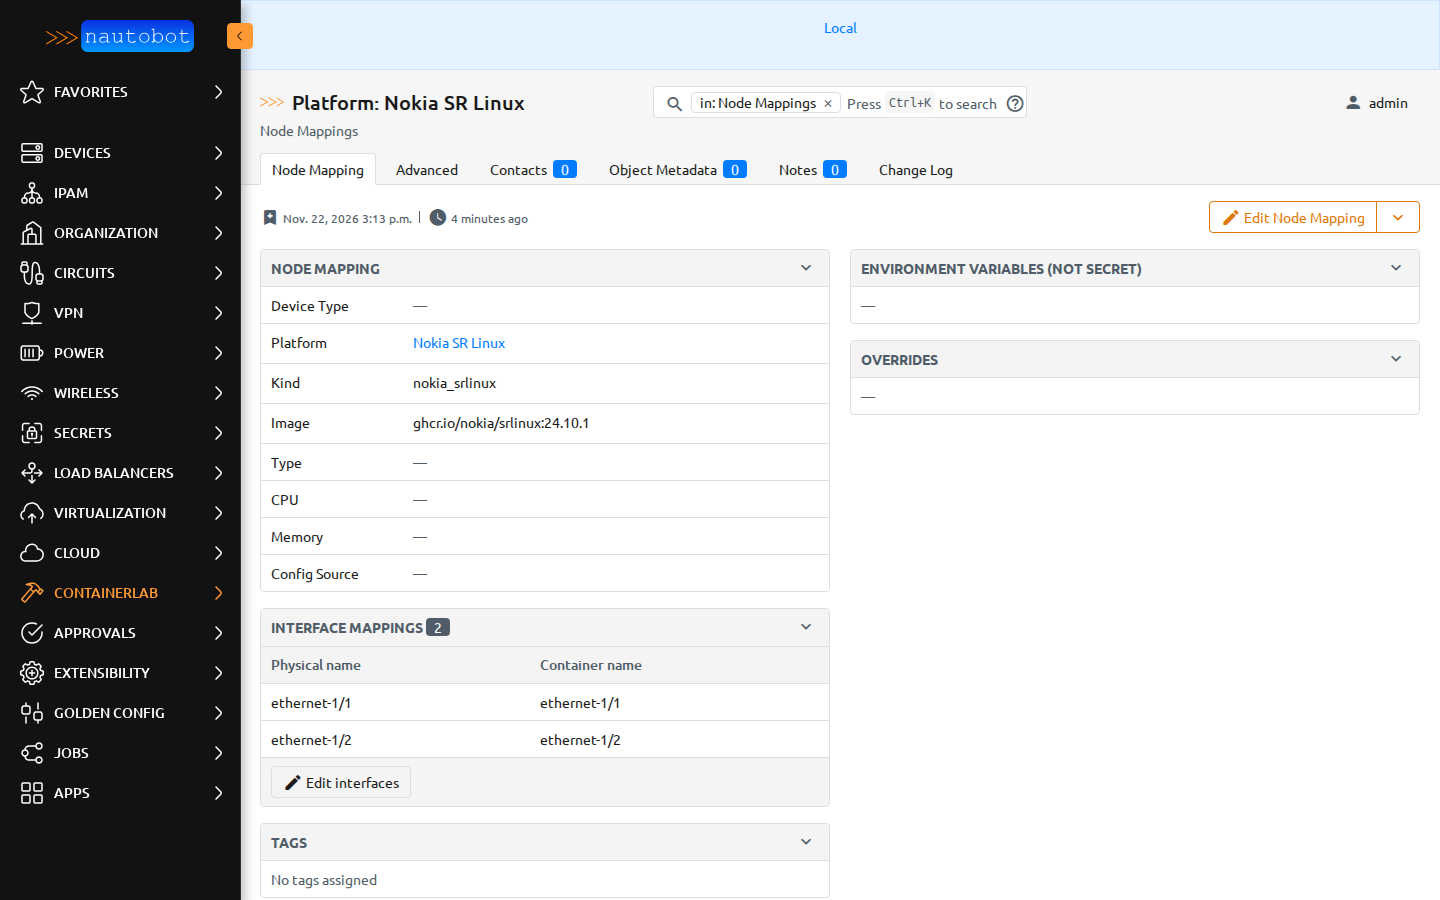 nautobot
Local
FAVORITES
DEVICES
IPAM
ORGANIZATION
CIRCUITS
VPN
POWER
WIRELESS
SECRETS
LOAD BALANCERS
VIRTUALIZATION
CLOUD
CONTAINERLAB
APPROVALS
EXTENSIBILITY
GOLDEN CONFIG
JOBS
APPS
Platform: Nokia SR Linux
in: Node Mappings × Press Ctrl+K to search
admin
Node Mappings
Node Mapping Advanced Contacts 0 Object Metadata 0 Notes 0 Change Log
Nov. 22, 2026 3:13 p.m. | 4 minutes ago
Edit Node Mapping
NODE MAPPING
Device Type —
Platform Nokia SR Linux
Kind nokia_srlinux
Image ghcr.io/nokia/srlinux:24.10.1
Type —
CPU —
Memory —
Config Source —
INTERFACE MAPPINGS 2
Physical name Container name
ethernet-1/1 ethernet-1/1
ethernet-1/2 ethernet-1/2
Edit interfaces
TAGS
No tags assigned
ENVIRONMENT VARIABLES (NOT SECRET)
—
OVERRIDES
—